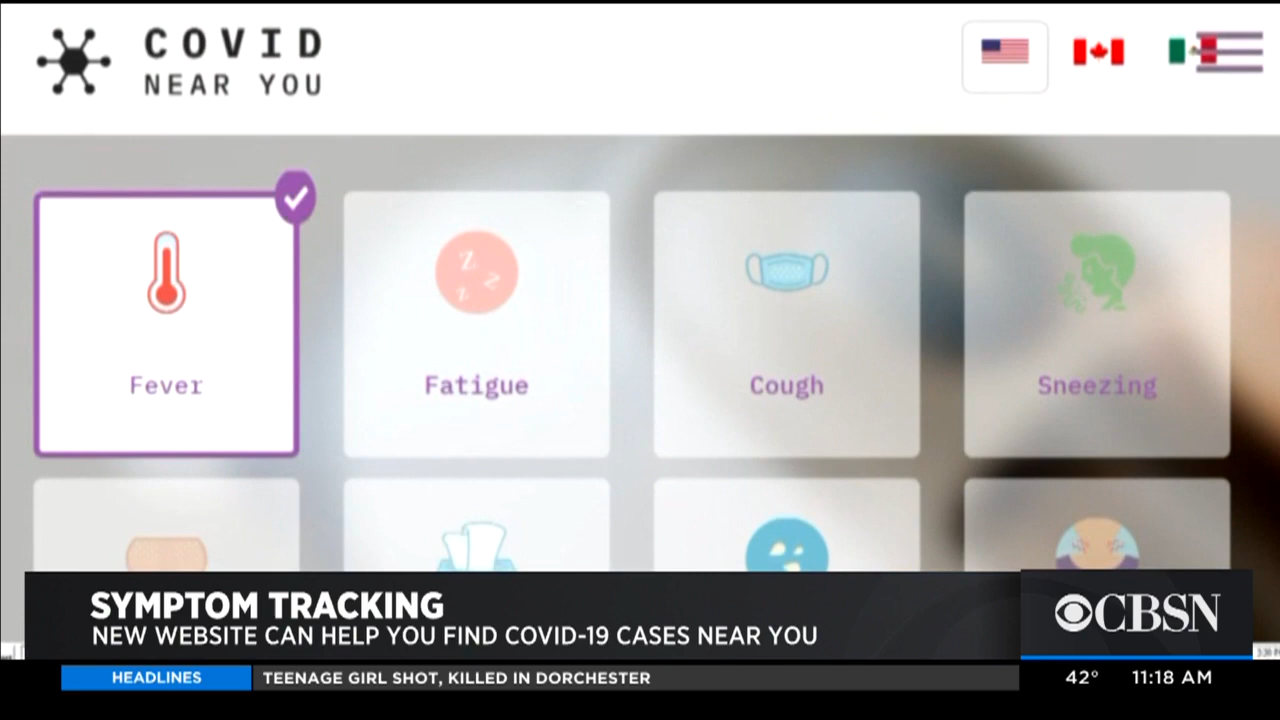 COVID
NEAR YOU
Fever
Fatigue
Cough
Sneezing
SYMPTOM TRACKING
NEW WEBSITE CAN HELP YOU FIND COVID-19 CASES NEAR YOU
CBSN
HEADLINES
TEENAGE GIRL SHOT, KILLED IN DORCHESTER
42°
11:18 AM